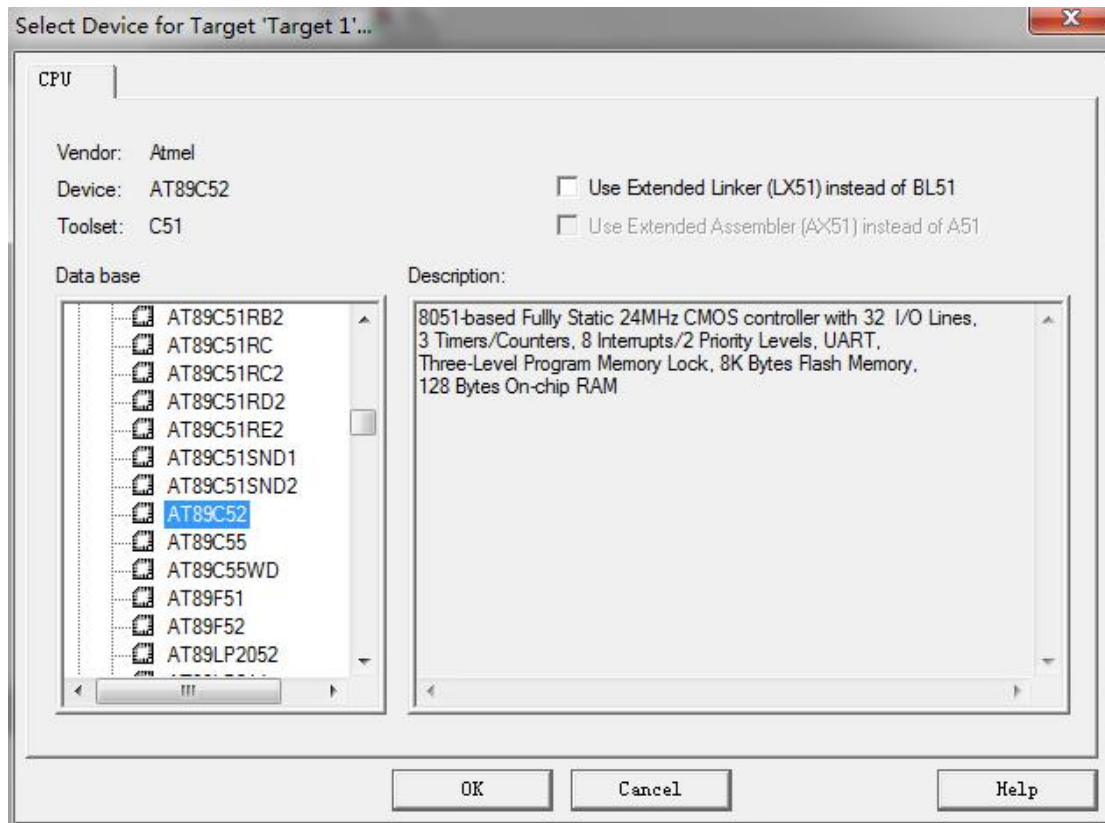 Select Device for Target 'Target 1'...
CPU
Vendor: Atmel
Device: AT89C52
Toolset: C51
Use Extended Linker (LX51) instead of BL51
Use Extended Assembler (AX51) instead of A51
Data base
AT89C51RB2
AT89C51RC
AT89C51RC2
AT89C51RD2
AT89C51RE2
AT89C51SND1
AT89C51SND2
AT89C52
AT89C55
AT89C55WD
AT89F51
AT89F52
AT89LP2052
Description:
8051-based Fullly Static 24MHz CMOS controller with 32 I/O Lines,
3 Timers/Counters, 8 Interrupts/2 Priority Levels, UART,
Three-Level Program Memory Lock, 8K Bytes Flash Memory,
128 Bytes On-chip RAM
OK
Cancel
Help